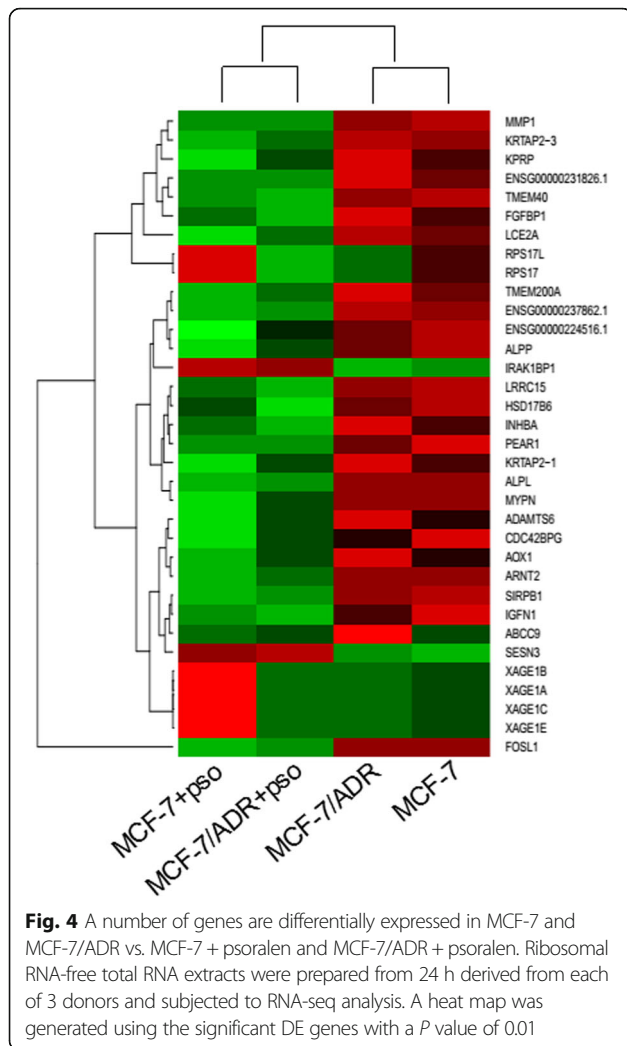 MMP1
KRTAP2−3
KPRP
ENSG00000231826.1
TMEM40
FGFBP1
LCE2A
RPS17L
RPS17
TMEM200A
ENSG00000237862.1
ENSG00000224516.1
ALPP
IRAK1BP1
LRRC15
HSD17B6
INHBA
PEAR1
KRTAP2−1
ALPL
MYPN
ADAMTS6
CDC42BPG
AOX1
ARNT2
SIRPB1
IGFN1
ABCC9
SESN3
XAGE1B
XAGE1A
XAGE1C
XAGE1E
FOSL1
MCF-7+pso
MCF-7/ADR+pso
MCF-7/ADR
MCF-7
Fig. 4 A number of genes are differentially expressed in MCF-7 and
MCF-7/ADR vs. MCF-7 + psoralen and MCF-7/ADR + psoralen. Ribosomal
RNA-free total RNA extracts were prepared from 24 h derived from each
of 3 donors and subjected to RNA-seq analysis. A heat map was
generated using the significant DE genes with a P value of 0.01